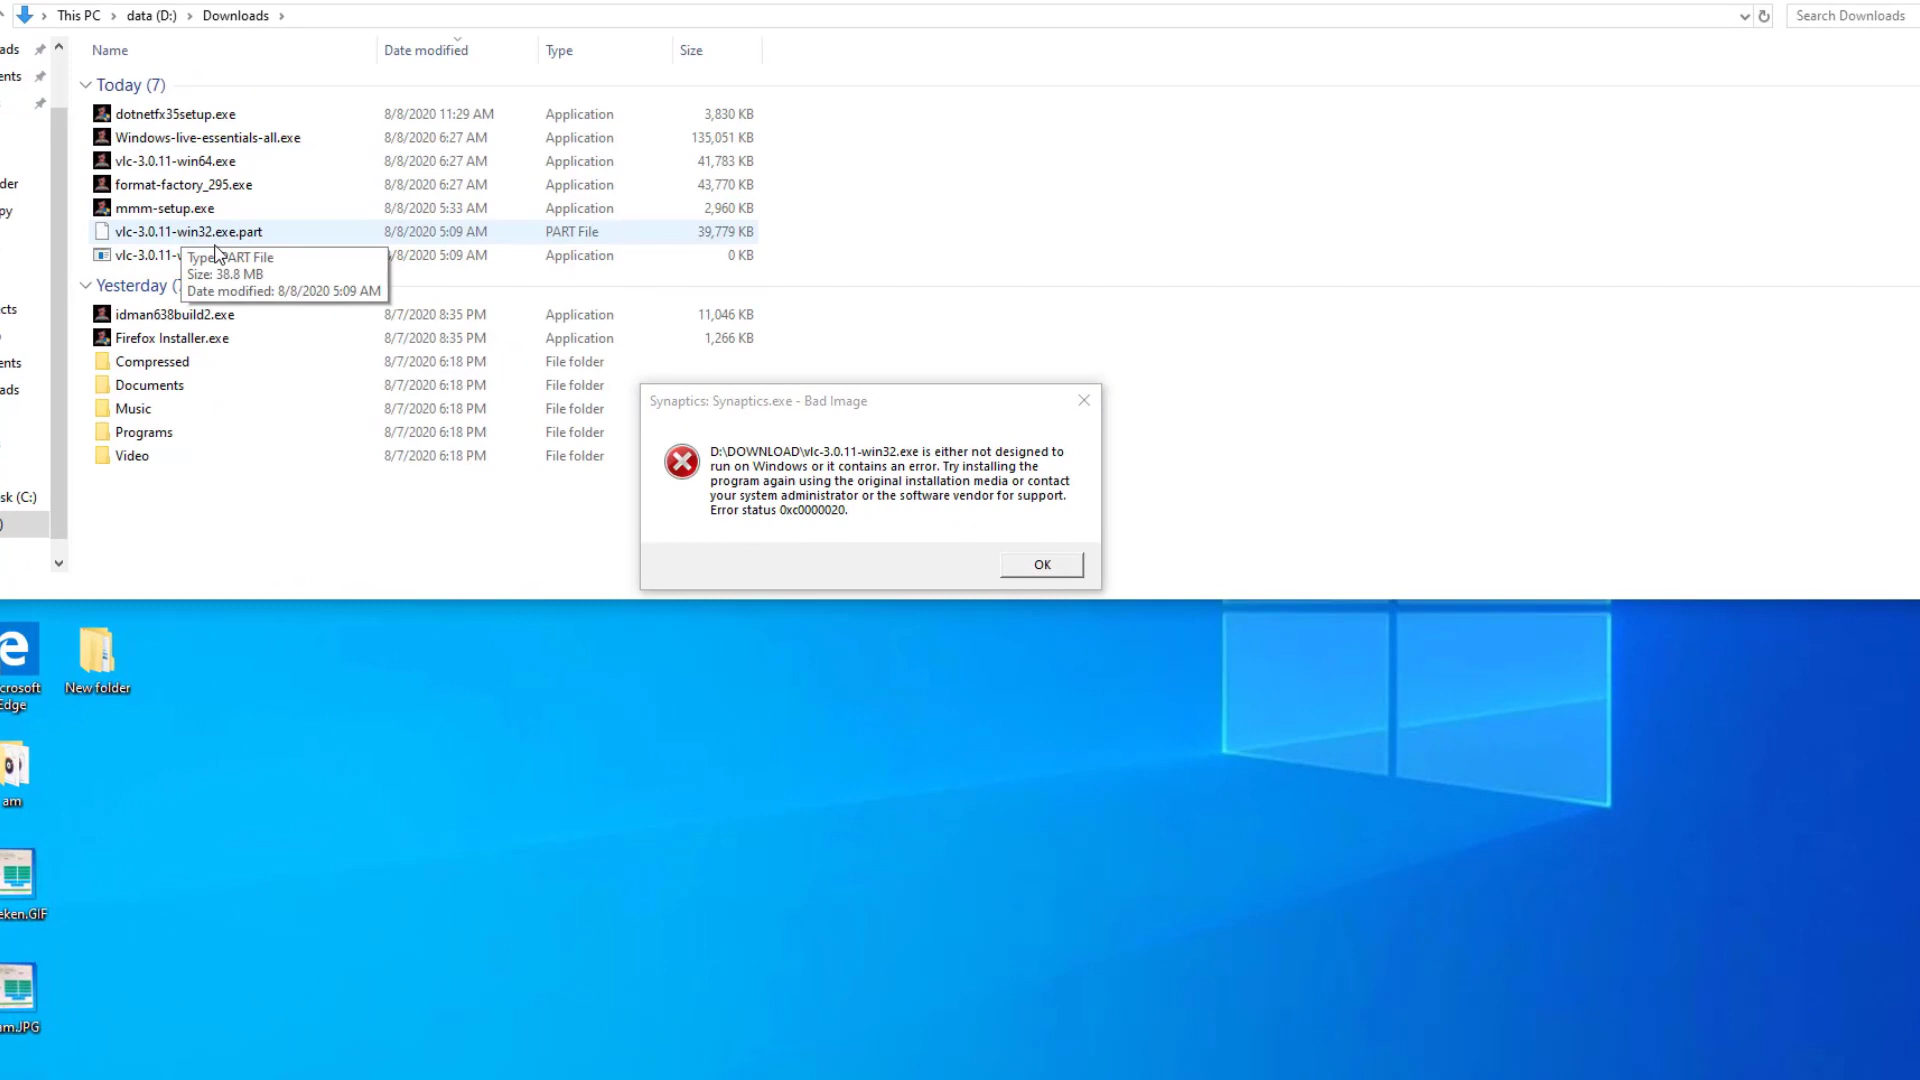 This PC > data (D:) > Downloads >
Search Downloads
Name Date modified Type Size
Today (7)
dotnetfx35setup.exe 8/8/2020 11:29 AM Application 3,830 KB
Windows-live-essentials-all.exe 8/8/2020 6:27 AM Application 135,051 KB
vlc-3.0.11-win64.exe 8/8/2020 6:27 AM Application 41,783 KB
format-factory_295.exe 8/8/2020 6:27 AM Application 43,770 KB
mmm-setup.exe 8/8/2020 5:33 AM Application 2,960 KB
vlc-3.0.11-win32.exe.part 8/8/2020 5:09 AM PART File 39,779 KB
vlc-3.0.11-w 8/8/2020 5:09 AM Application 0 KB
Type: PART File
Size: 38.8 MB
Date modified: 8/8/2020 5:09 AM
Yesterday (
idman638build2.exe 8/7/2020 8:35 PM Application 11,046 KB
Firefox Installer.exe 8/7/2020 8:35 PM Application 1,266 KB
Compressed 8/7/2020 6:18 PM File folder
Documents 8/7/2020 6:18 PM File folder
Music 8/7/2020 6:18 PM File folder
Programs 8/7/2020 6:18 PM File folder
Video 8/7/2020 6:18 PM File folder
ads
ents
der
py
cts
ents
ads
sk (C:)
)
Synaptics: Synaptics.exe - Bad Image
D:\DOWNLOAD\vlc-3.0.11-win32.exe is either not designed to
run on Windows or it contains an error. Try installing the
program again using the original installation media or contact
your system administrator or the software vendor for support.
Error status 0xc0000020.
OK
crosoft
Edge
New folder
am
eken.GIF
am.JPG